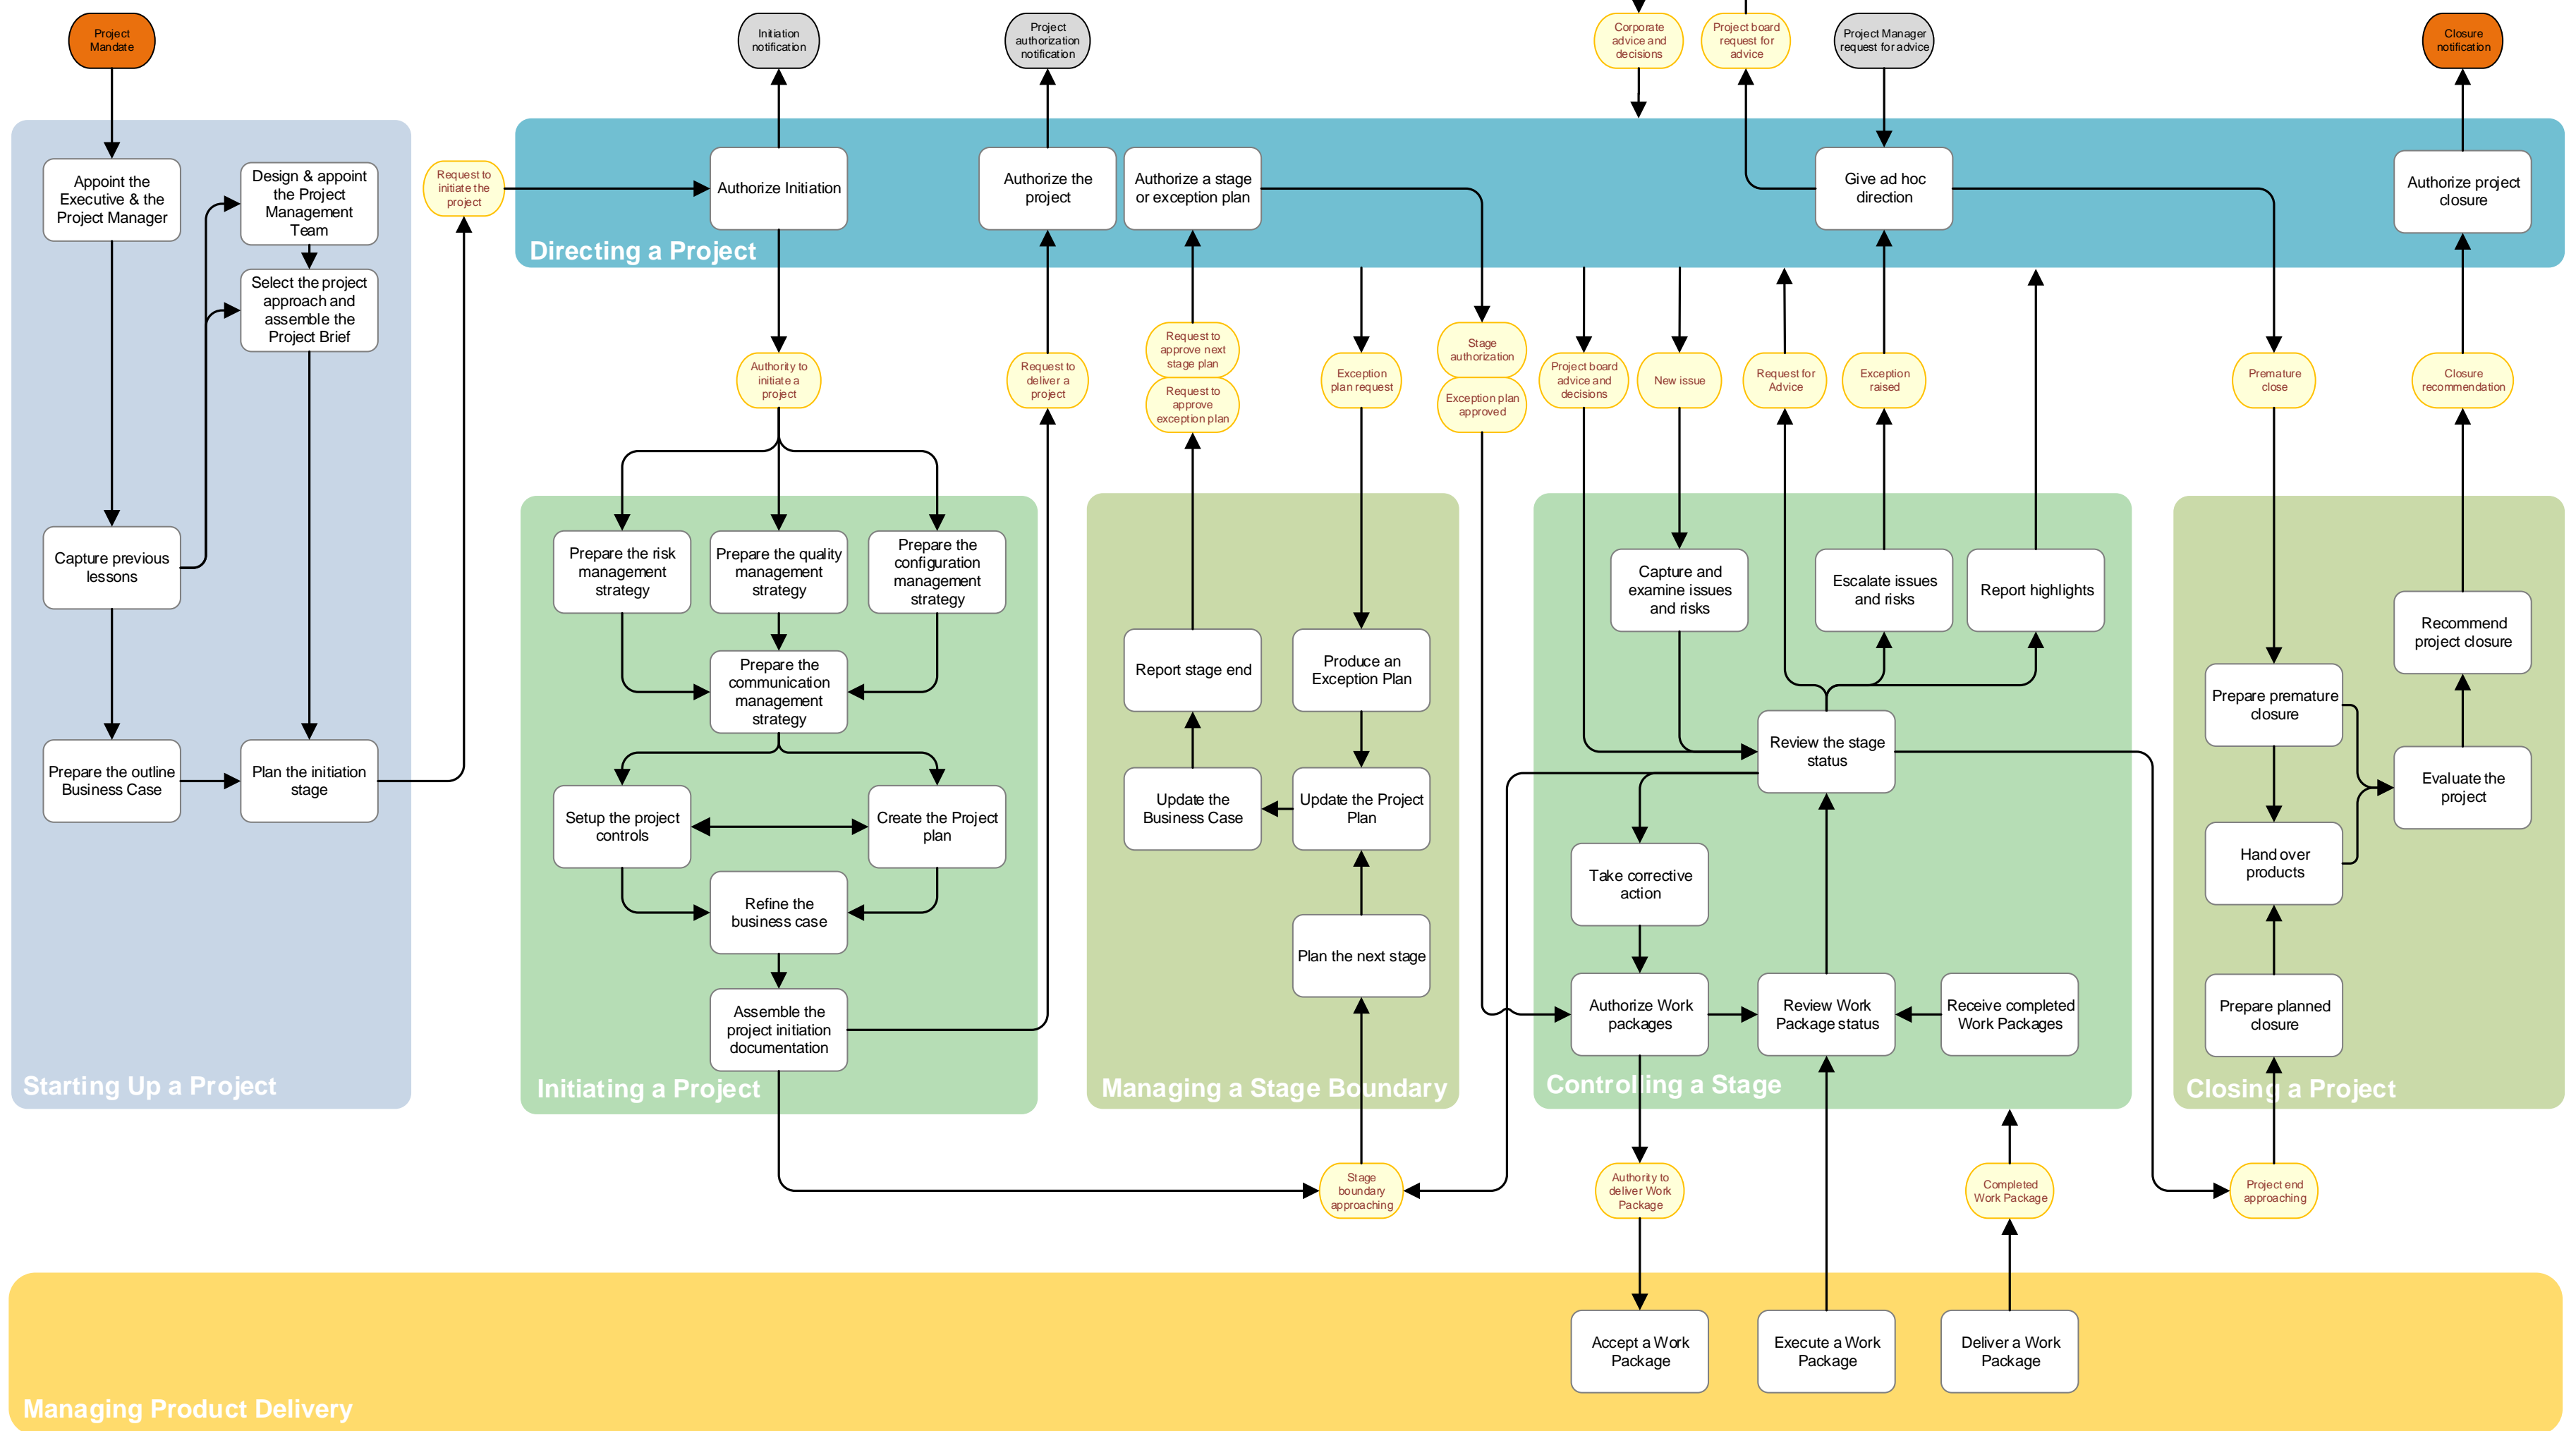 Project
Mandate
Initiation
notification
Project
authorization
notification
Corporate
advice and
decisions
Project board
request for
advice
Project Manager
request for advice
Closure
notification
Appoint the
Executive & the
Project Manager
Design & appoint
the Project
Management
Team
Select the project
approach and
assemble the
Project Brief
Capture previous
lessons
Prepare the outline
Business Case
Plan the initiation
stage
Starting Up a Project
Request to
initiate the
project
Authorize Initiation
Authorize the
project
Authorize a stage
or exception plan
Give ad hoc
direction
Authorize project
closure
Directing a Project
Authority to
initiate a
project
Request to
deliver a
project
Request to
approve next
stage plan
Request to
approve
exception plan
Exception
plan request
Stage
authorization
Exception plan
approved
Project board
advice and
decisions
New issue
Request for
Advice
Exception
raised
Premature
close
Closure
recommendation
Prepare the risk
management
strategy
Prepare the quality
management
strategy
Prepare the
configuration
management
strategy
Prepare the
communication
management
strategy
Setup the project
controls
Create the Project
plan
Refine the
business case
Assemble the
project initiation
documentation
Initiating a Project
Report stage end
Produce an
Exception Plan
Update the
Business Case
Update the Project
Plan
Plan the next stage
Managing a Stage Boundary
Capture and
examine issues
and risks
Escalate issues
and risks
Report highlights
Review the stage
status
Take corrective
action
Authorize Work
packages
Review Work
Package status
Receive completed
Work Packages
Controlling a Stage
Recommend
project closure
Prepare premature
closure
Evaluate the
project
Hand over
products
Prepare planned
closure
Closing a Project
Stage
boundary
approaching
Authority to
deliver Work
Package
Completed
Work Package
Project end
approaching
Accept a Work
Package
Execute a Work
Package
Deliver a Work
Package
Managing Product Delivery